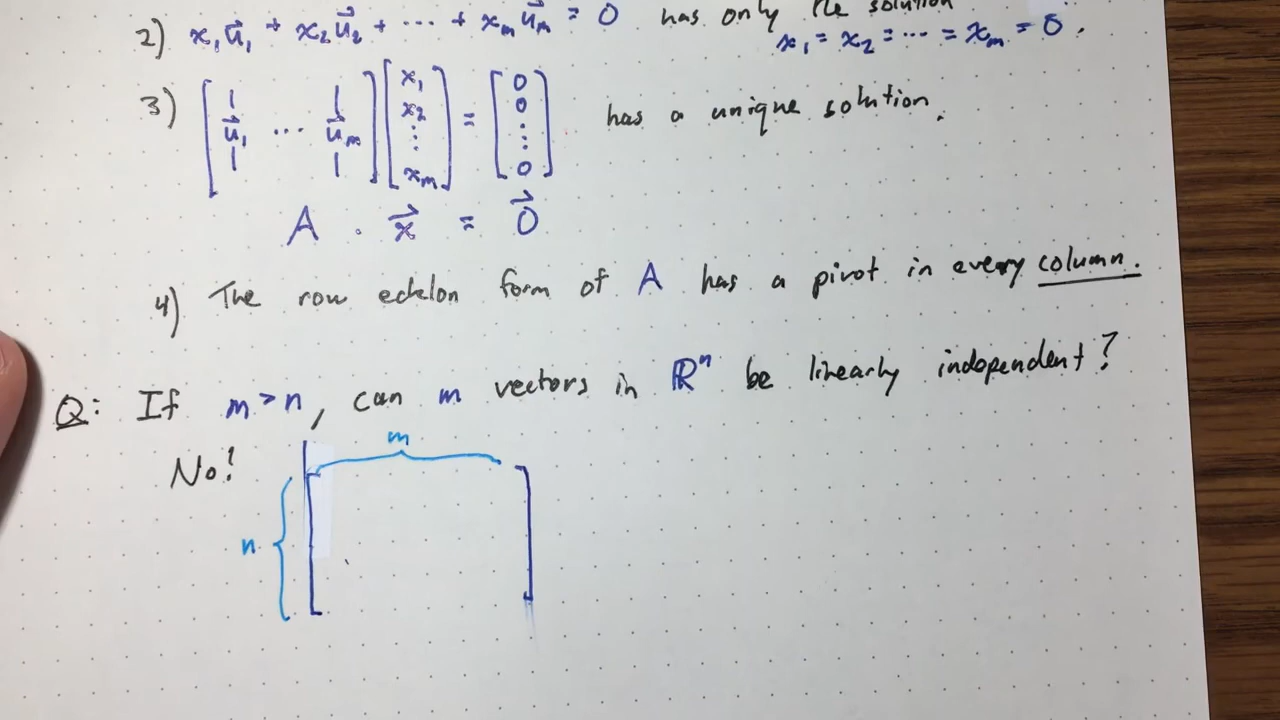 2) x₁u⃗₁ + x₂u⃗₂ + ⋯ + xₘu⃗ₘ = 0 has only the solution
x₁ = x₂ = ⋯ = xₘ = 0.
3) [u⃗₁ ⋯ u⃗ₘ] [x₁ x₂ ⋮ xₘ] = [0 0 ⋮ 0] has a unique solution.
A · x⃗ = 0⃗
4) The row echelon form of A has a pivot in every column.
Q: If m > n, can m vectors in ℝⁿ be linearly independent?
No!
m
n